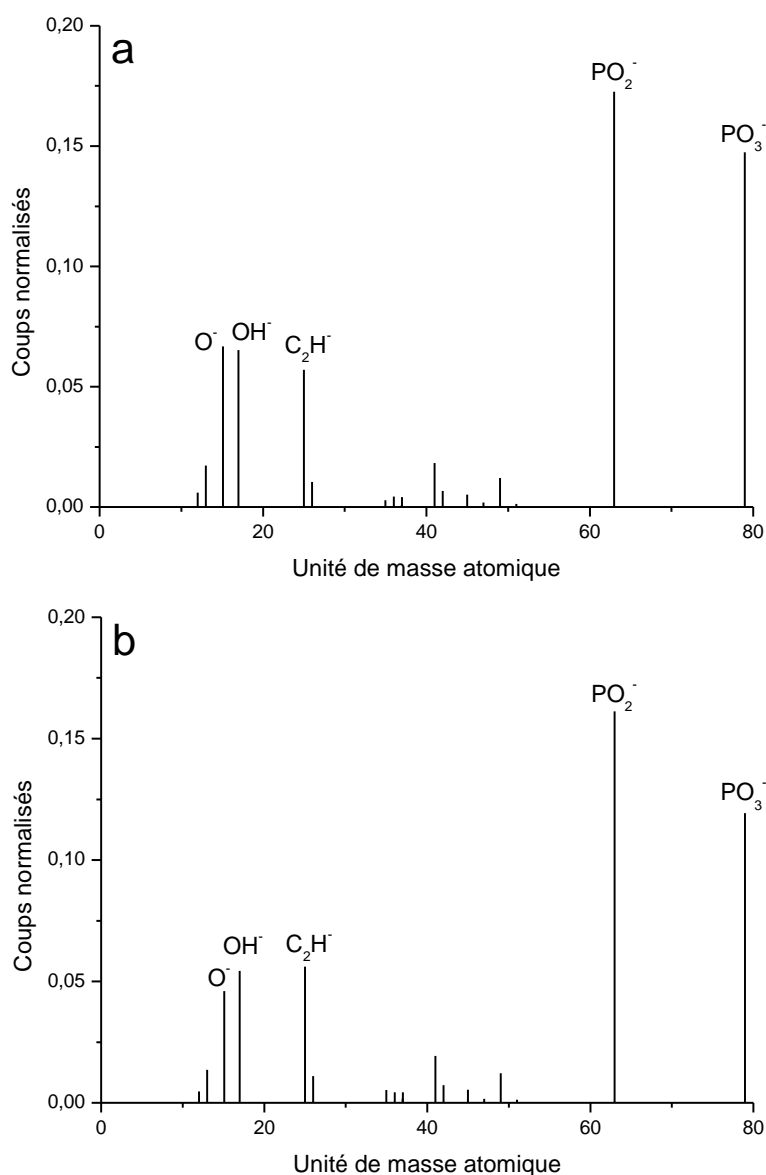 a
0,20
0,15
0,10
0,05
0,00
Coups normalisés
O⁻
OH⁻
C₂H⁻
PO₂⁻
PO₃⁻
0
20
40
60
80
Unité de masse atomique
b
0,20
0,15
0,10
0,05
0,00
Coups normalisés
O⁻
OH⁻
C₂H⁻
PO₂⁻
PO₃⁻
0
20
40
60
80
Unité de masse atomique